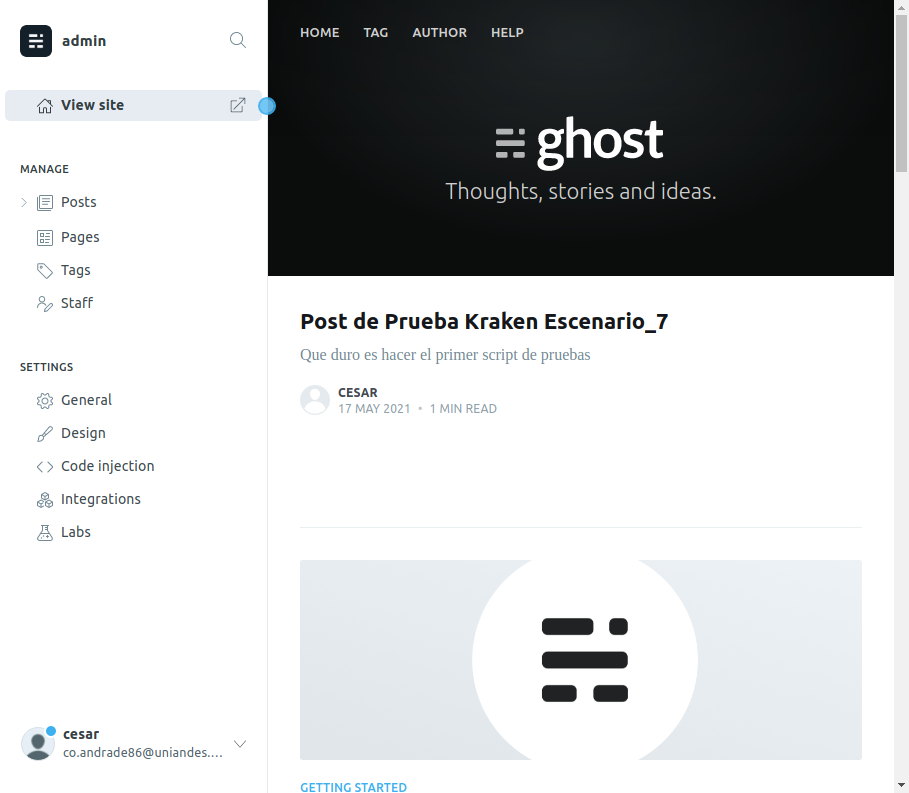 admin
View site
MANAGE
Posts
Pages
Tags
Staff
SETTINGS
General
Design
Code injection
Integrations
Labs
cesar
co.andrade86@uniandes....
HOME TAG AUTHOR HELP
ghost
Thoughts, stories and ideas.
Post de Prueba Kraken Escenario_7
Que duro es hacer el primer script de pruebas
CESAR
17 MAY 2021 • 1 MIN READ
GETTING STARTED